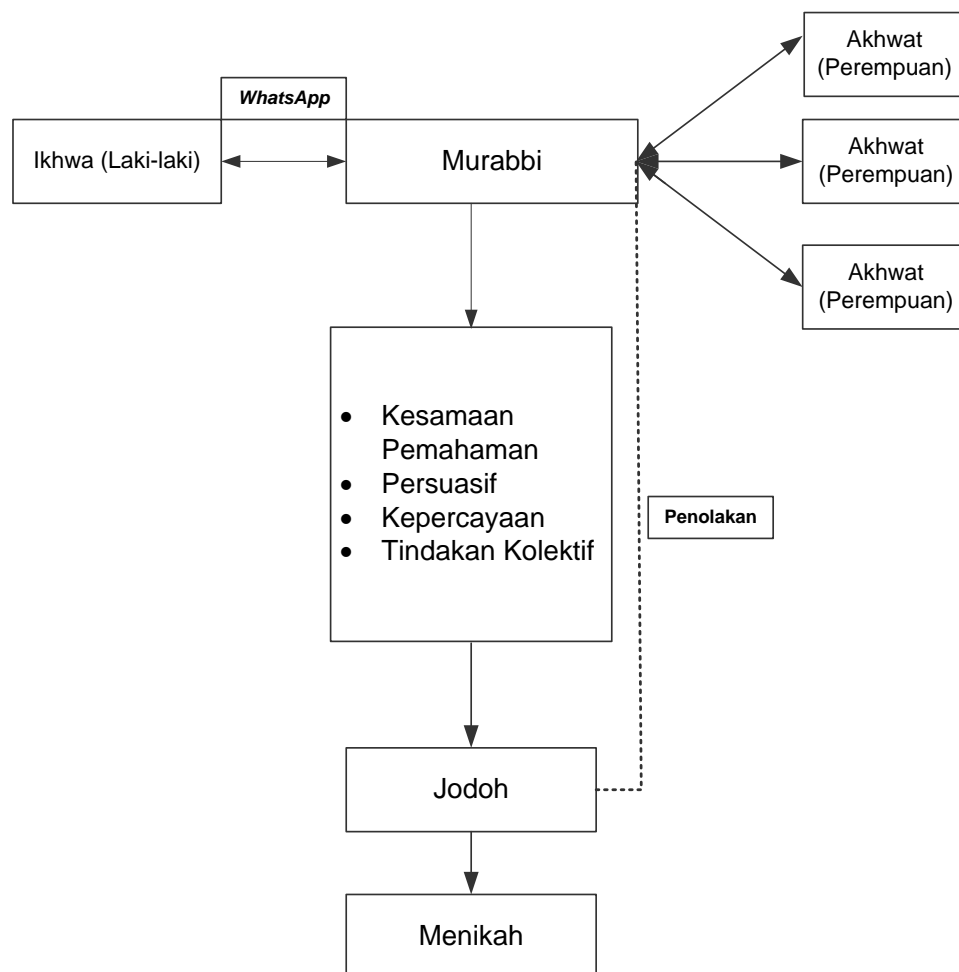 Akhwat
(Perempuan)
WhatsApp
Ikhwa (Laki-laki)
Murabbi
Akhwat
(Perempuan)
Akhwat
(Perempuan)
• Kesamaan
Pemahaman
• Persuasif
• Kepercayaan
• Tindakan Kolektif
Penolakan
Jodoh
Menikah